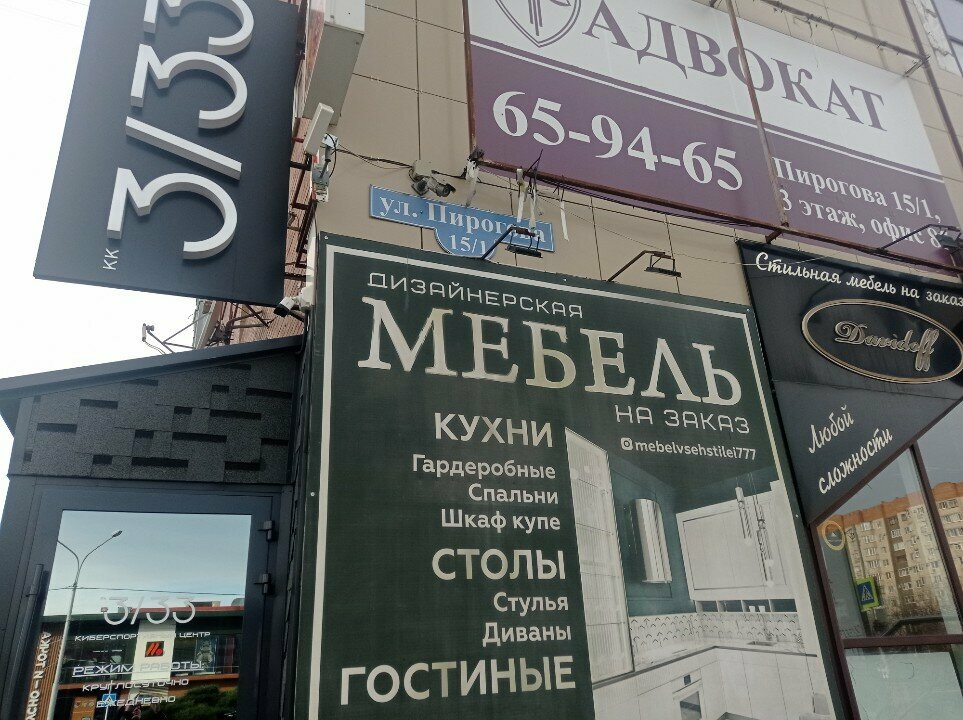 3/33
КК
АДВОКАТ
65-94-65
Пирогова 15/1,
3 этаж, офис 8
ул. Пирогова
15/1
ДИЗАЙНЕРСКАЯ
МЕБЕЛЬ
НА ЗАКАЗ
mebelvsehstilei777
КУХНИ
Гардеробные
Спальни
Шкаф купе
СТОЛЫ
Стулья
Диваны
ГОСТИНЫЕ
Стильная мебель на заказ
Davidoff
Любой
сложности
3/33
КИБЕРСПОРТИВНЫЙ ЦЕНТР
РЕЖИМ РАБОТЫ
КРУГЛОСУТОЧНО
ЕЖЕДНЕВНО